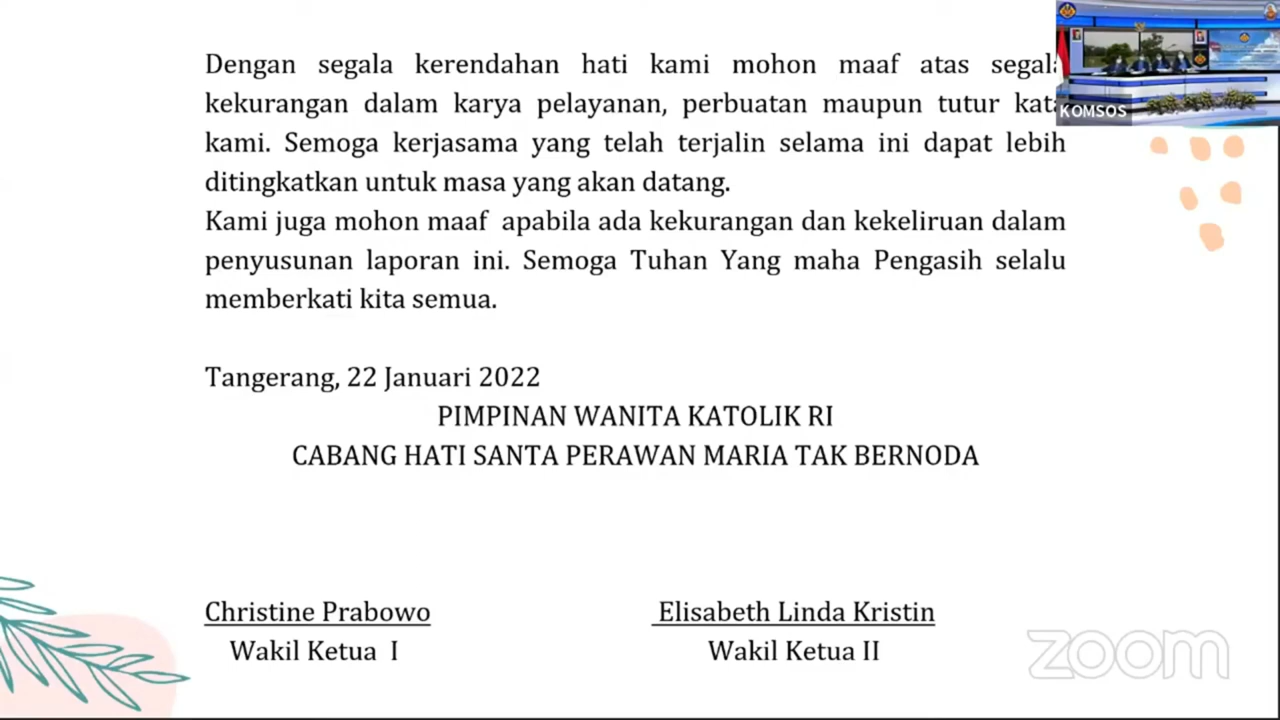 Dengan segala kerendahan hati kami mohon maaf atas segala
kekurangan dalam karya pelayanan, perbuatan maupun tutur kata
kami. Semoga kerjasama yang telah terjalin selama ini dapat lebih
ditingkatkan untuk masa yang akan datang.
Kami juga mohon maaf apabila ada kekurangan dan kekeliruan dalam
penyusunan laporan ini. Semoga Tuhan Yang maha Pengasih selalu
memberkati kita semua.
Tangerang, 22 Januari 2022
PIMPINAN WANITA KATOLIK RI
CABANG HATI SANTA PERAWAN MARIA TAK BERNODA
Christine Prabowo
Elisabeth Linda Kristin
Wakil Ketua I
Wakil Ketua II
KOMSOS
zoom